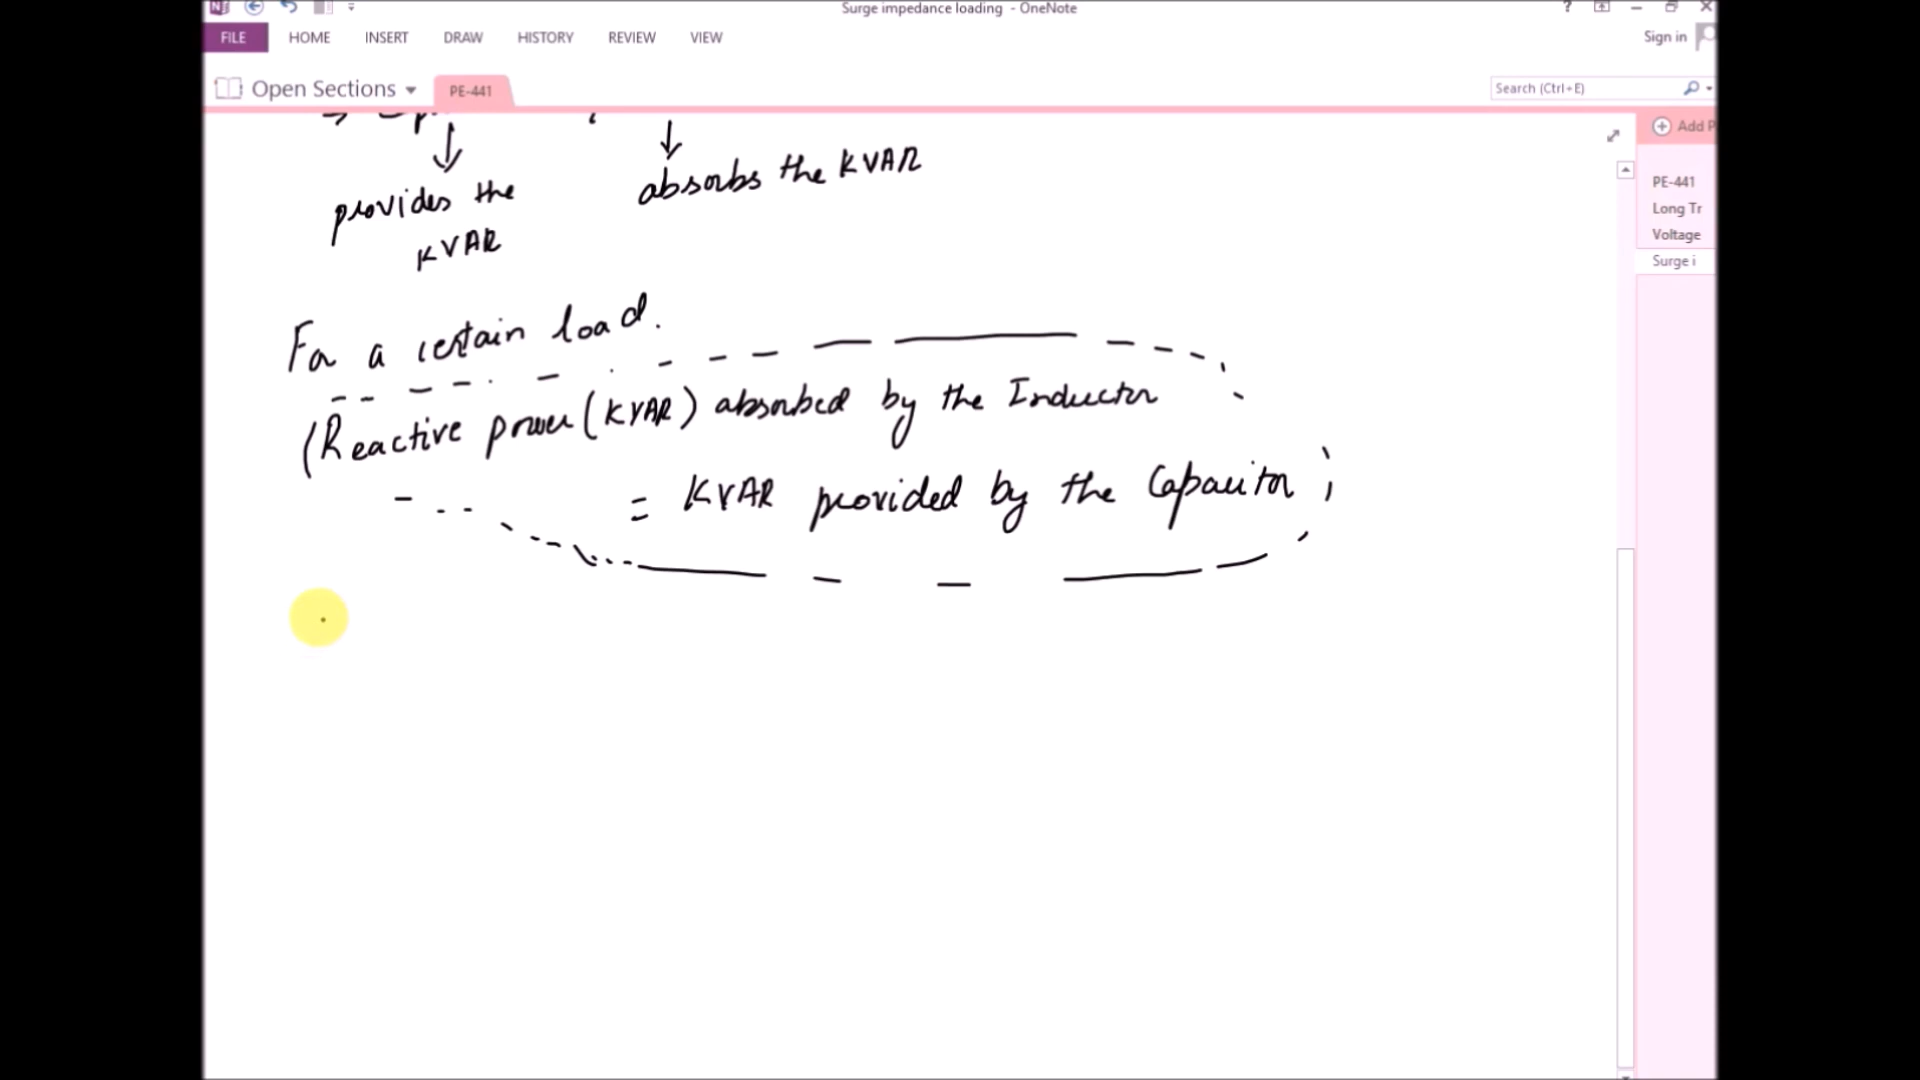 Surge impedance loading - OneNote
?
FILE HOME INSERT DRAW HISTORY REVIEW VIEW
Sign in
Open Sections PE-441
Search (Ctrl+E)
Add P
PE-441
Long Tr
Voltage
Surge i
provides the
KVAR
absorbs the KVAR
For a certain load.
(Reactive power (KVAR) absorbed by the Inductor
= KVAR provided by the Capacitor